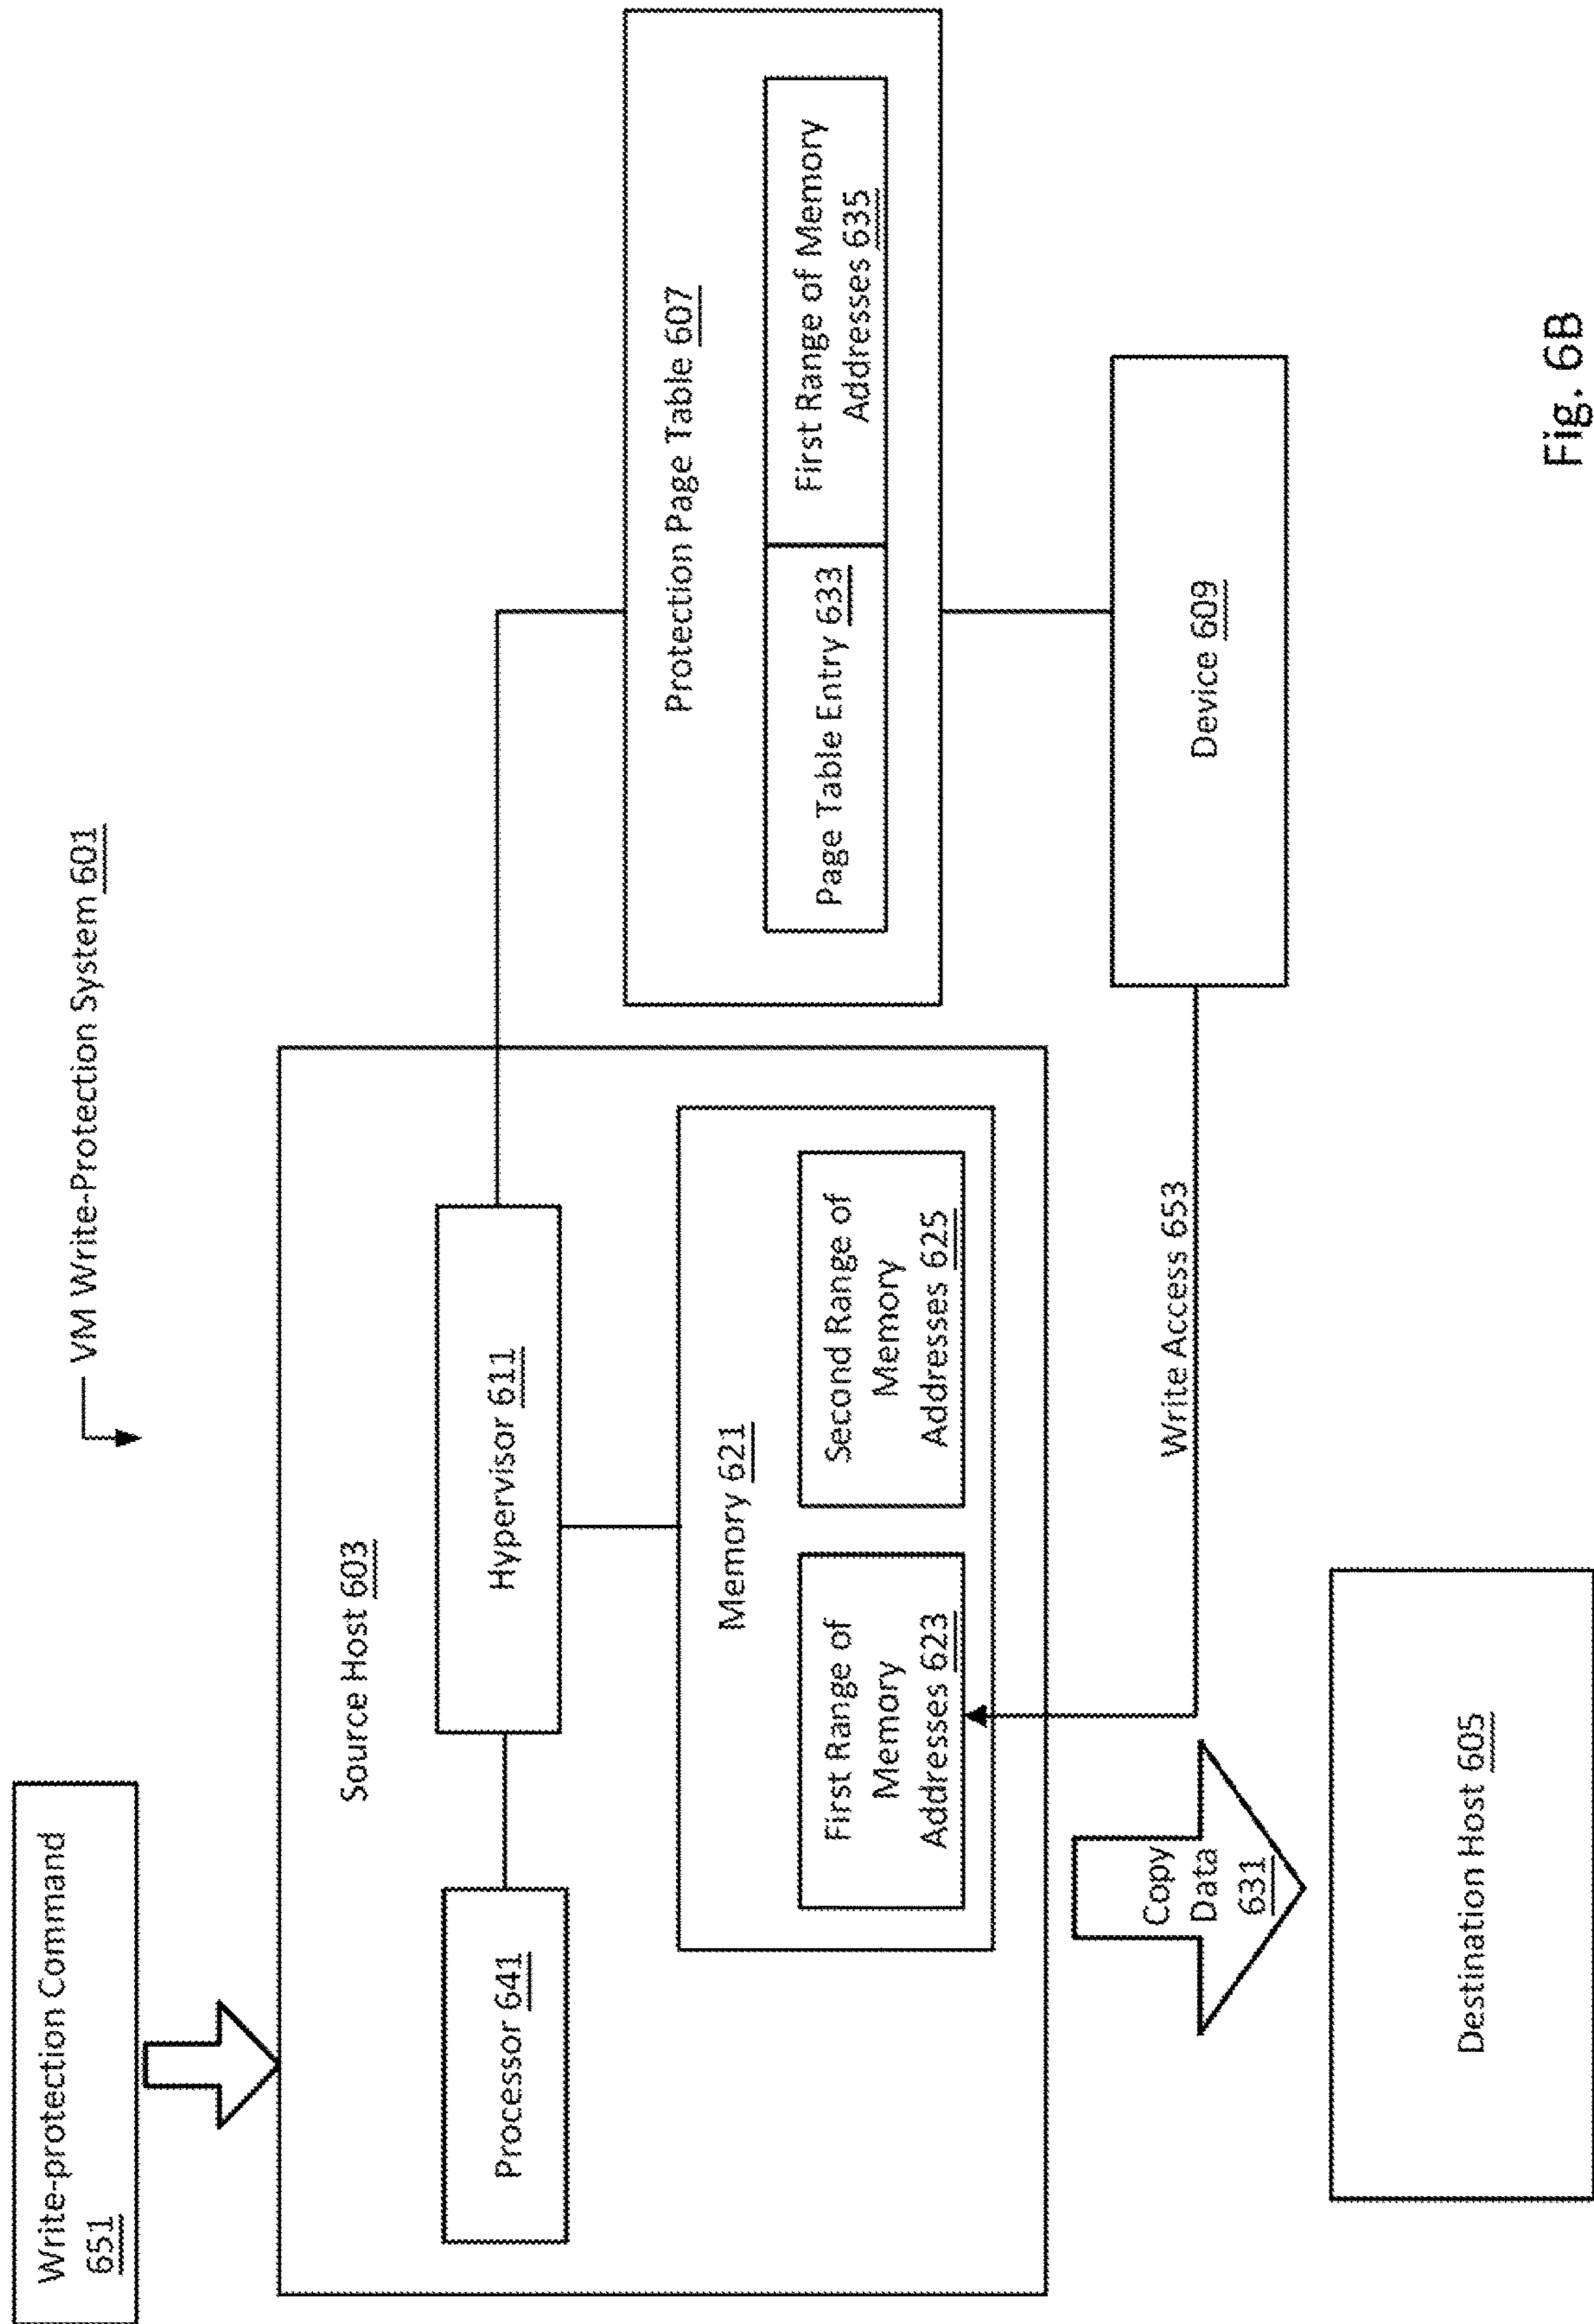 VM Write-Protection System 601
Write-protection Command
651
Source Host 603
Processor 641
Hypervisor 611
Memory 621
First Range of
Memory
Addresses 623
Second Range of
Memory
Addresses 625
Protection Page Table 607
Page Table Entry 633
First Range of Memory
Addresses 635
Copy
Data
631
Write Access 653
Device 609
Destination Host 605
Fig. 6B